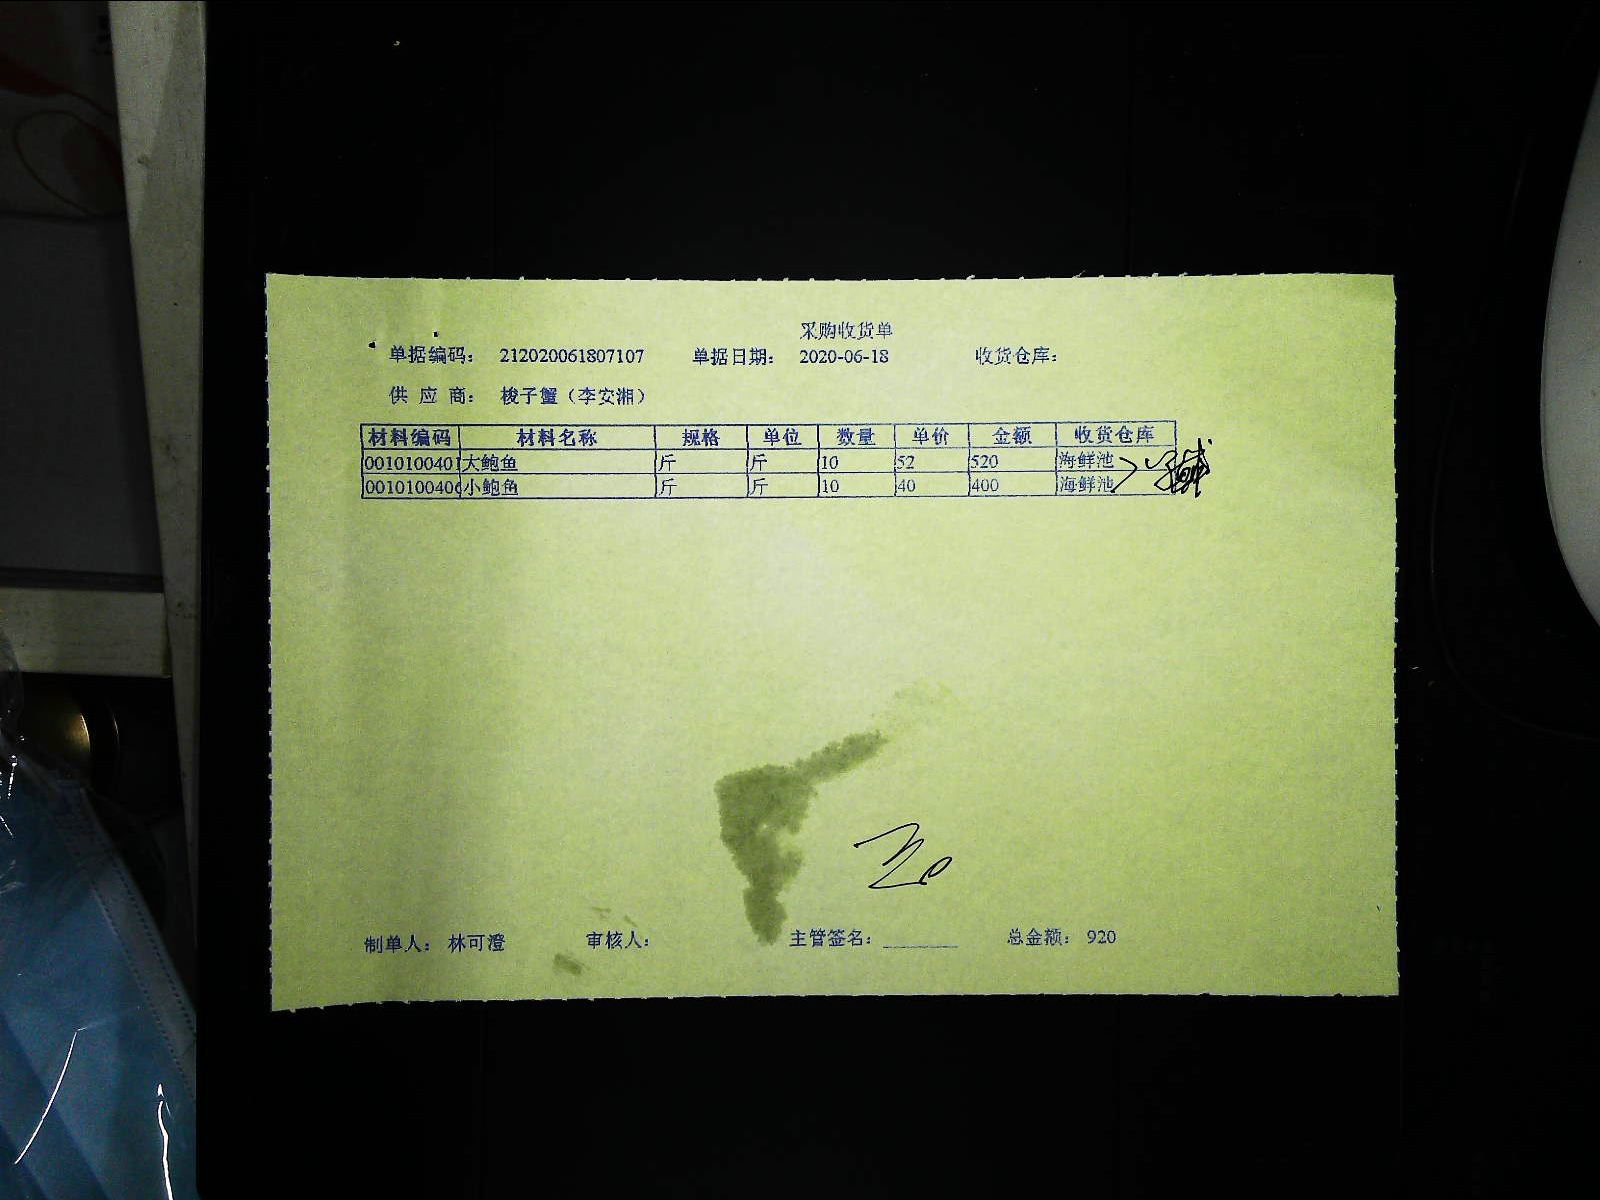 采购收货单
单据编码： 212020061807107 单据日期： 2020-06-18 收货仓库：
供 应 商： 梭子蟹（李安湘）
材料编码 材料名称 规格 单位 数量 单价 金额 收货仓库
0010100401 大鲍鱼 斤 斤 10 52 520 海鲜池
0010100406 小鲍鱼 斤 斤 10 40 400 海鲜池
制单人： 林可澄 审核人： 主管签名： 总金额： 920